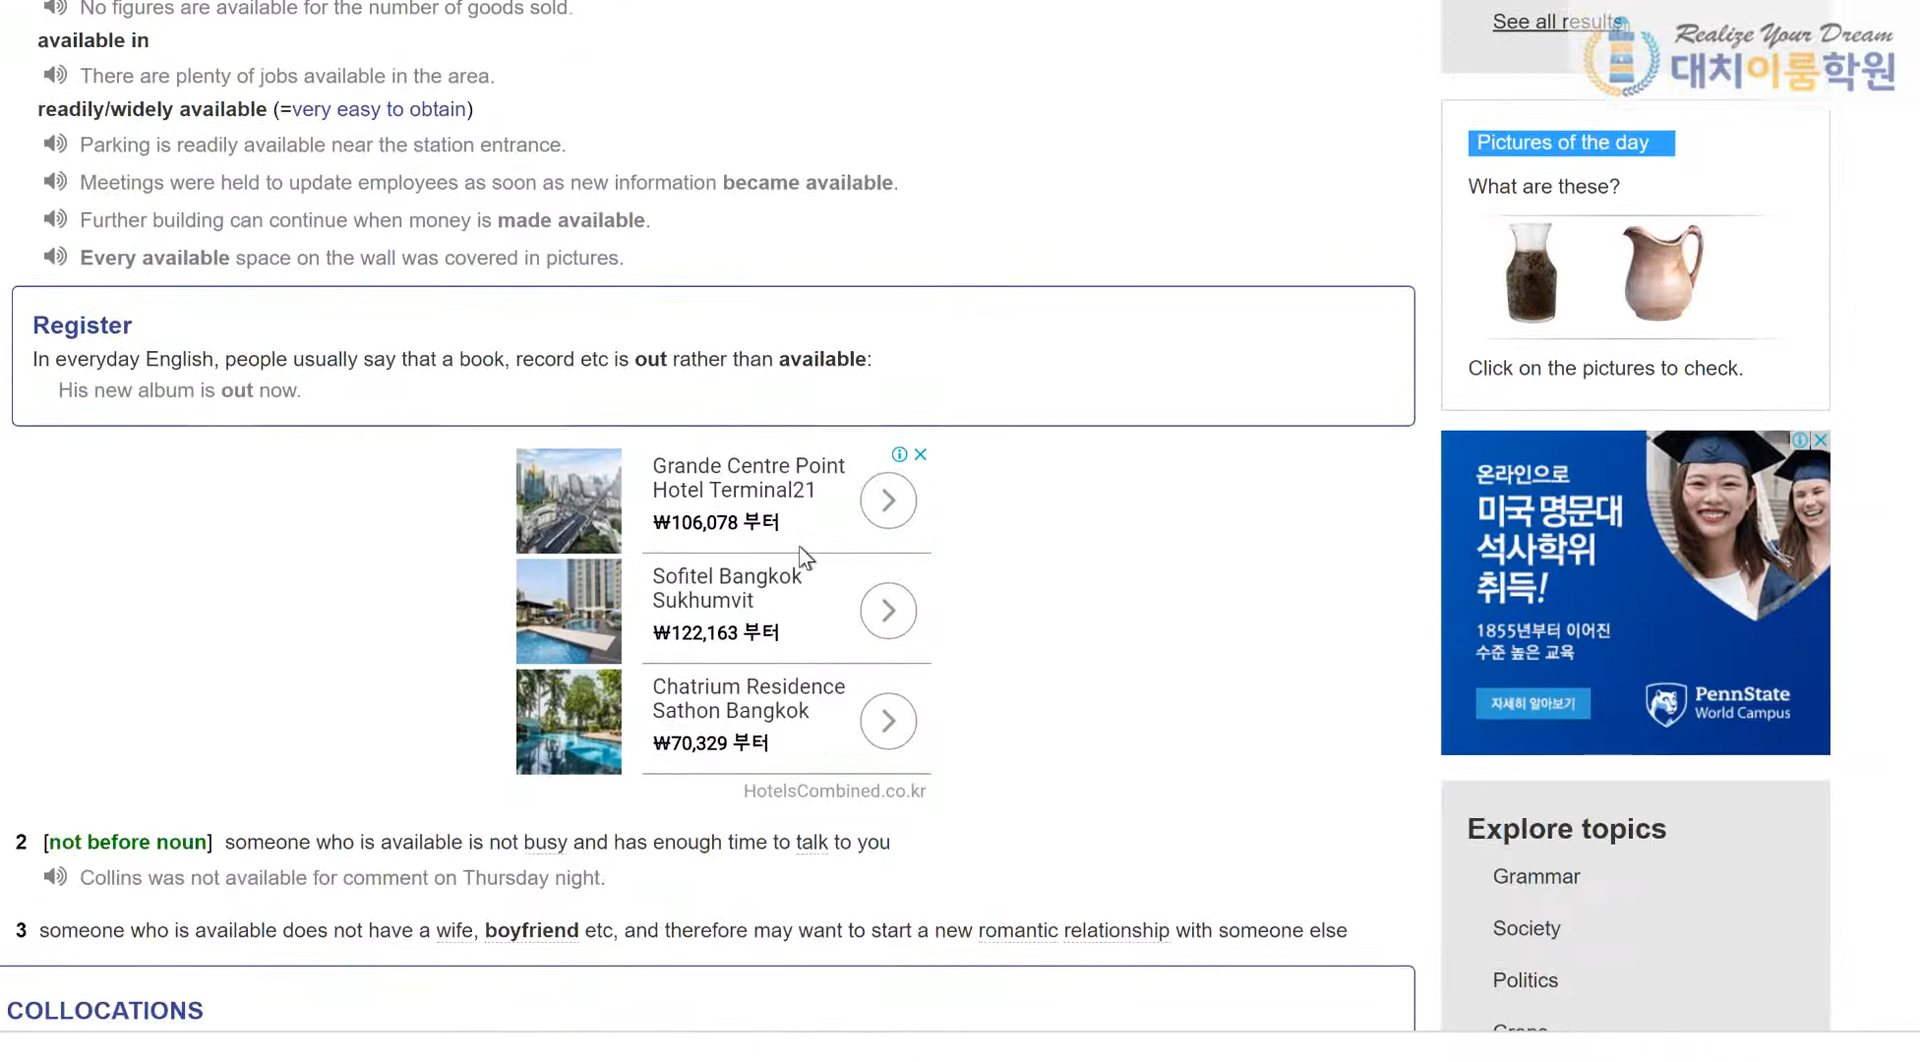 No figures are available for the number of goods sold.
available in
There are plenty of jobs available in the area.
readily/widely available (=very easy to obtain)
Parking is readily available near the station entrance.
Meetings were held to update employees as soon as new information became available.
Further building can continue when money is made available.
Every available space on the wall was covered in pictures.
Register
In everyday English, people usually say that a book, record etc is out rather than available:
His new album is out now.
Grande Centre Point
Hotel Terminal21
₩106,078 부터
Sofitel Bangkok
Sukhumvit
₩122,163 부터
Chatrium Residence
Sathon Bangkok
₩70,329 부터
HotelsCombined.co.kr
2 [not before noun] someone who is available is not busy and has enough time to talk to you
Collins was not available for comment on Thursday night.
3 someone who is available does not have a wife, boyfriend etc, and therefore may want to start a new romantic relationship with someone else
COLLOCATIONS
See all results
Realize Your Dream
대치이룸학원
Pictures of the day
What are these?
Click on the pictures to check.
온라인으로
미국 명문대
석사학위
취득!
1855년부터 이어진
수준 높은 교육
자세히 알아보기
PennState
World Campus
Explore topics
Grammar
Society
Politics